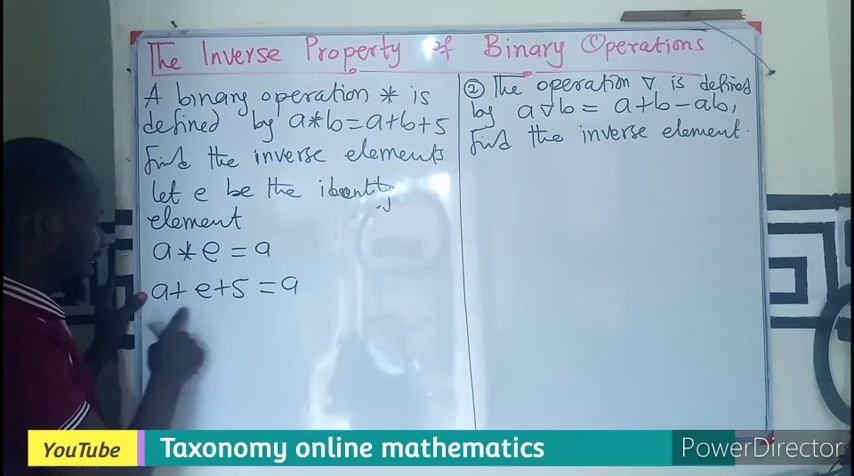 The Inverse Property of Binary Operations
A binary operation * is
defined by a*b=a+b+5
Find the inverse elements
let e be the identity
element
a*e=a
a+e+5=a
② The operation ∇ is defined
by a∇b= a+b-ab,
Find the inverse element.
YouTube Taxonomy online mathematics
PowerDirector